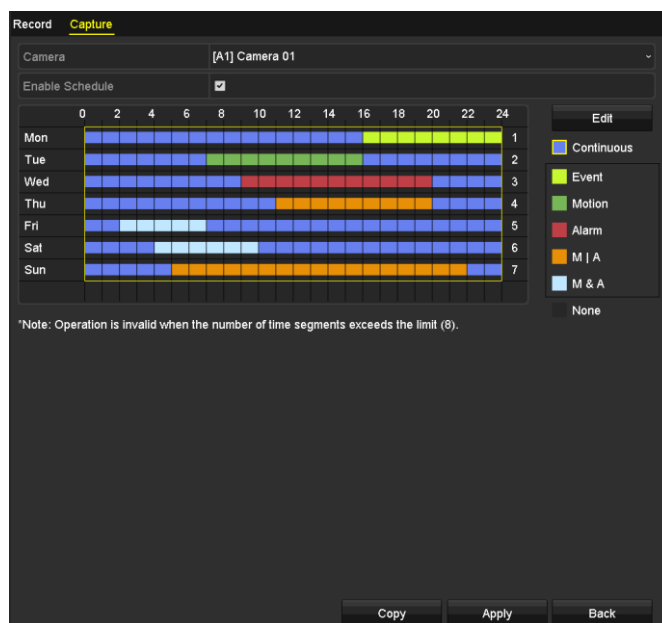 Record Capture
Camera [A1] Camera 01
Enable Schedule
0 2 4 6 8 10 12 14 16 18 20 22 24
Edit
Mon 1
Continuous
Tue 2
Event
Wed 3
Motion
Thu 4
Alarm
Fri 5
M | A
Sat 6
M & A
Sun 7
None
*Note: Operation is invalid when the number of time segments exceeds the limit (8).
Copy Apply Back